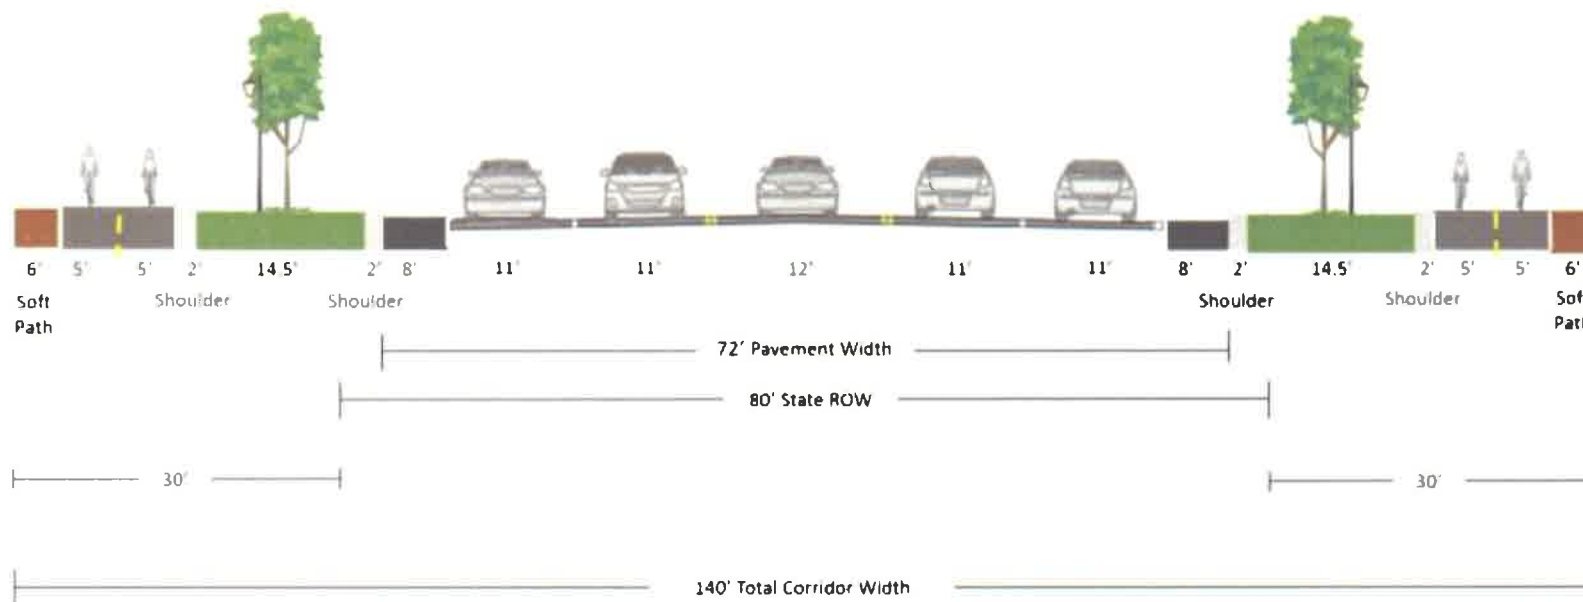 6' 5' 5' 2' 14.5' 2' 8' 11' 11' 12' 11' 11' 8' 2' 14.5' 2' 5' 5' 6'
Soft Shoulder Shoulder Shoulder Shoulder Sof
Path Path
72' Pavement Width
80' State ROW
30' 30'
140' Total Corridor Width